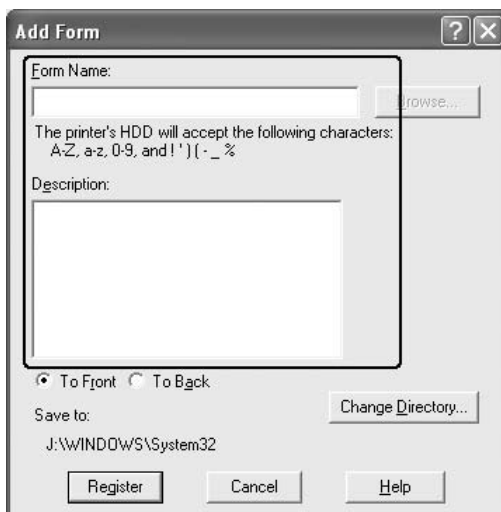 Add Form
Form Name:
Browse...
The printer's HDD will accept the following characters:
A-Z, a-z, 0-9, and ! ' ) ( - _ %
Description:
To Front To Back
Change Directory...
Save to:
J:\WINDOWS\System32
Register Cancel Help